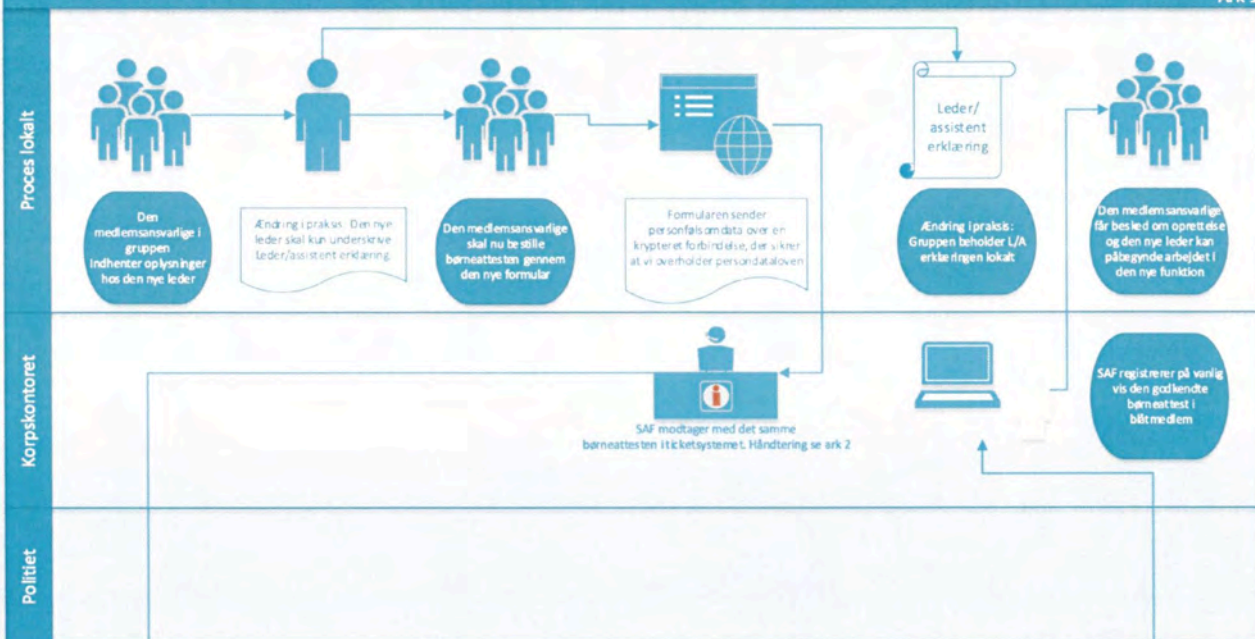 Proces lokalt
Den
medlemsansvarlige i
gruppen
Indhenter oplysninger
hos den nye leder
Ændring i praksis: Den nye
leder skal kun underskrive
Leder/assistent erklæring
Den medlemsansvarlige
skal nu bestille
børneattesten gennem
den nye formular
Formularen sender
personfølsomdata over en
krypteret forbindelse, der sikrer
at vi overholder persondataloven
Leder/
assistent
erklæring
Ændring i praksis:
Gruppen beholder L/A
erklæringen lokalt
Den medlemsansvarlige
får besked om oprettelse
og den nye leder kan
påbegynde arbejdet i
den nye funktion
Korpskontoret
SAF modtager med det samme
børneattesten i ticketsystemet. Håndtering se ark 2
SAF registrerer på vanlig
vis den godkendte
børneattest i
blåtmedlem
Politiet